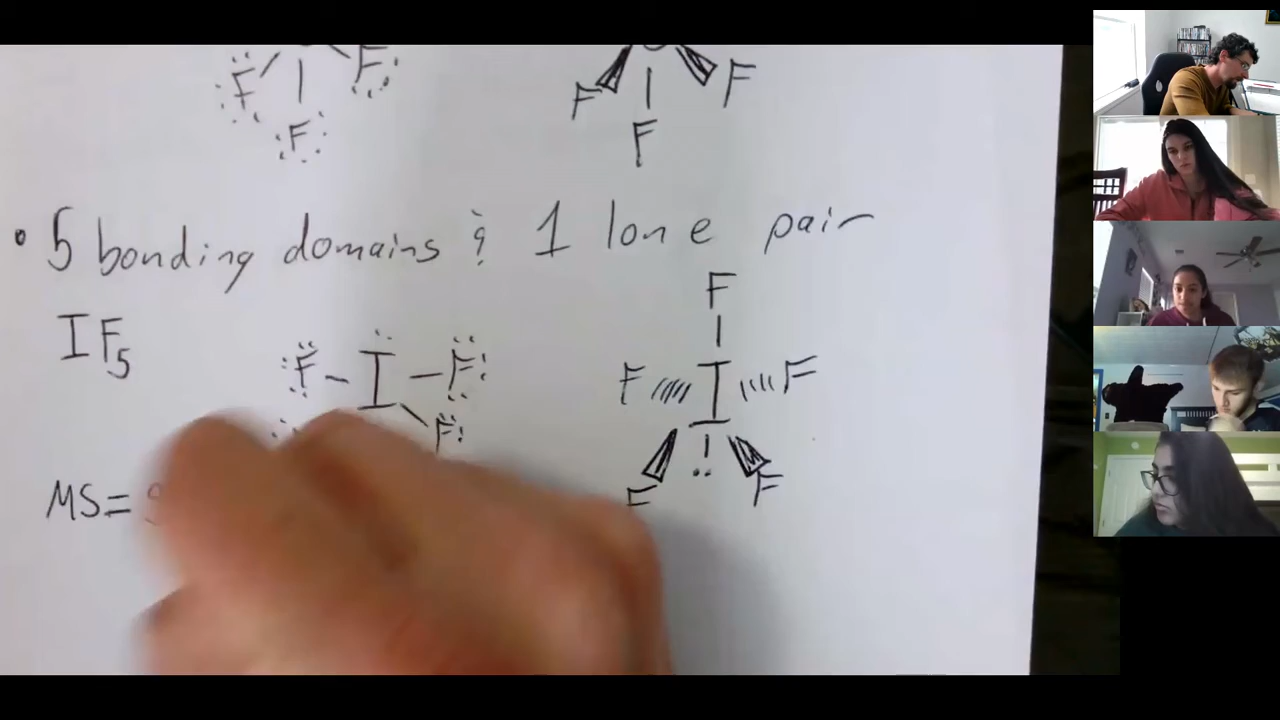 F F F F
F F
• 5 bonding domains & 1 lone pair
F
IF5 F - I - F F I F
F F F
MS =